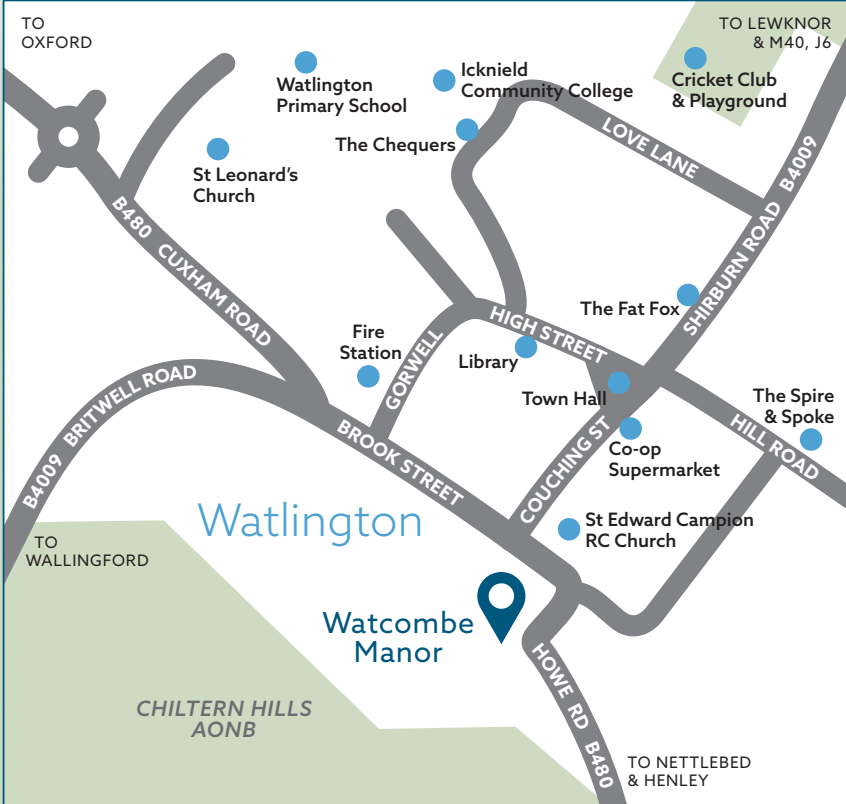 TO
OXFORD
TO LEWKNOR
& M40, J6
Watlington
Primary School
Icknield
Community College
Cricket Club
& Playground
The Chequers
LOVE LANE
St Leonard's
Church
B480 CUXHAM ROAD
SHIRBURN ROAD B4009
The Fat Fox
HIGH STREET
Fire
Station
GORWELL
Library
Town Hall
The Spire
& Spoke
B4009 BRITWELL ROAD
BROOK STREET
COUCHING ST
HILL ROAD
Co-op
Supermarket
Watlington
St Edward Campion
RC Church
TO
WALLINGFORD
Watcombe
Manor
HOWE RD B480
CHILTERN HILLS
AONB
TO NETTLEBED
& HENLEY